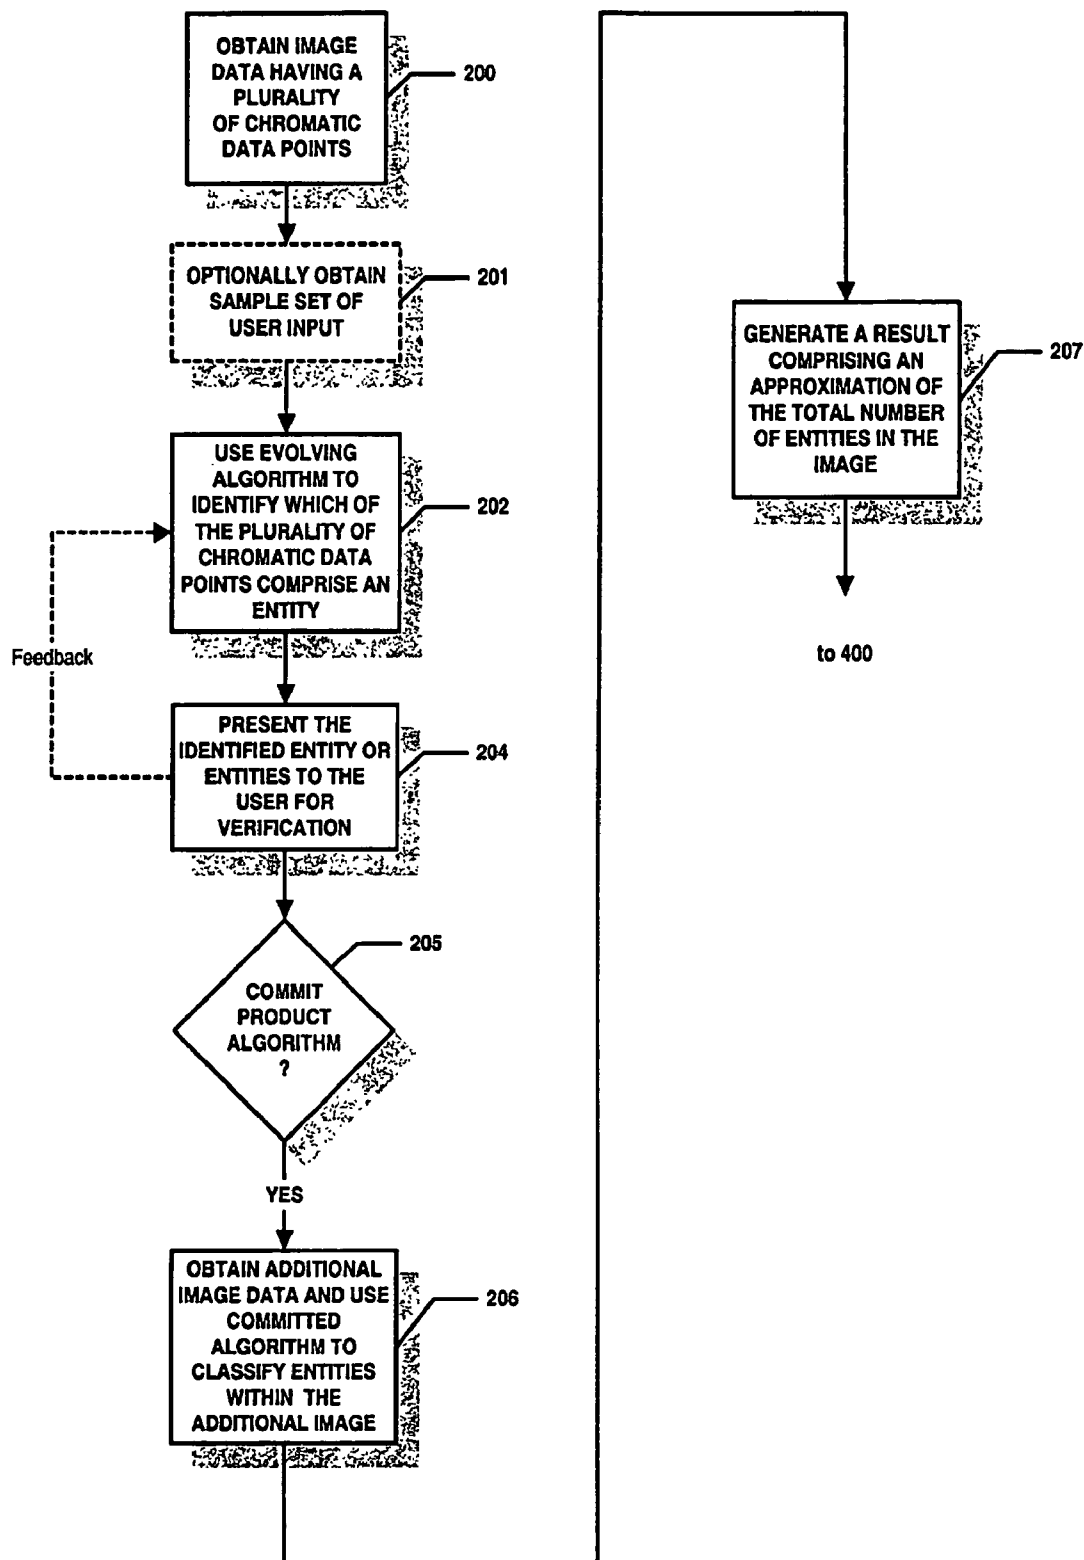 OBTAIN IMAGE
DATA HAVING A
PLURALITY
OF CHROMATIC
DATA POINTS
200
OPTIONALLY OBTAIN
SAMPLE SET OF
USER INPUT
201
USE EVOLVING
ALGORITHM TO
IDENTIFY WHICH OF
THE PLURALITY OF
CHROMATIC DATA
POINTS COMPRISE AN
ENTITY
202
Feedback
PRESENT THE
IDENTIFIED ENTITY OR
ENTITIES TO THE
USER FOR
VERIFICATION
204
COMMIT
PRODUCT
ALGORITHM
?
205
YES
OBTAIN ADDITIONAL
IMAGE DATA AND USE
COMMITTED
ALGORITHM TO
CLASSIFY ENTITIES
WITHIN THE
ADDITIONAL IMAGE
206
GENERATE A RESULT
COMPRISING AN
APPROXIMATION OF
THE TOTAL NUMBER
OF ENTITIES IN THE
IMAGE
207
to 400